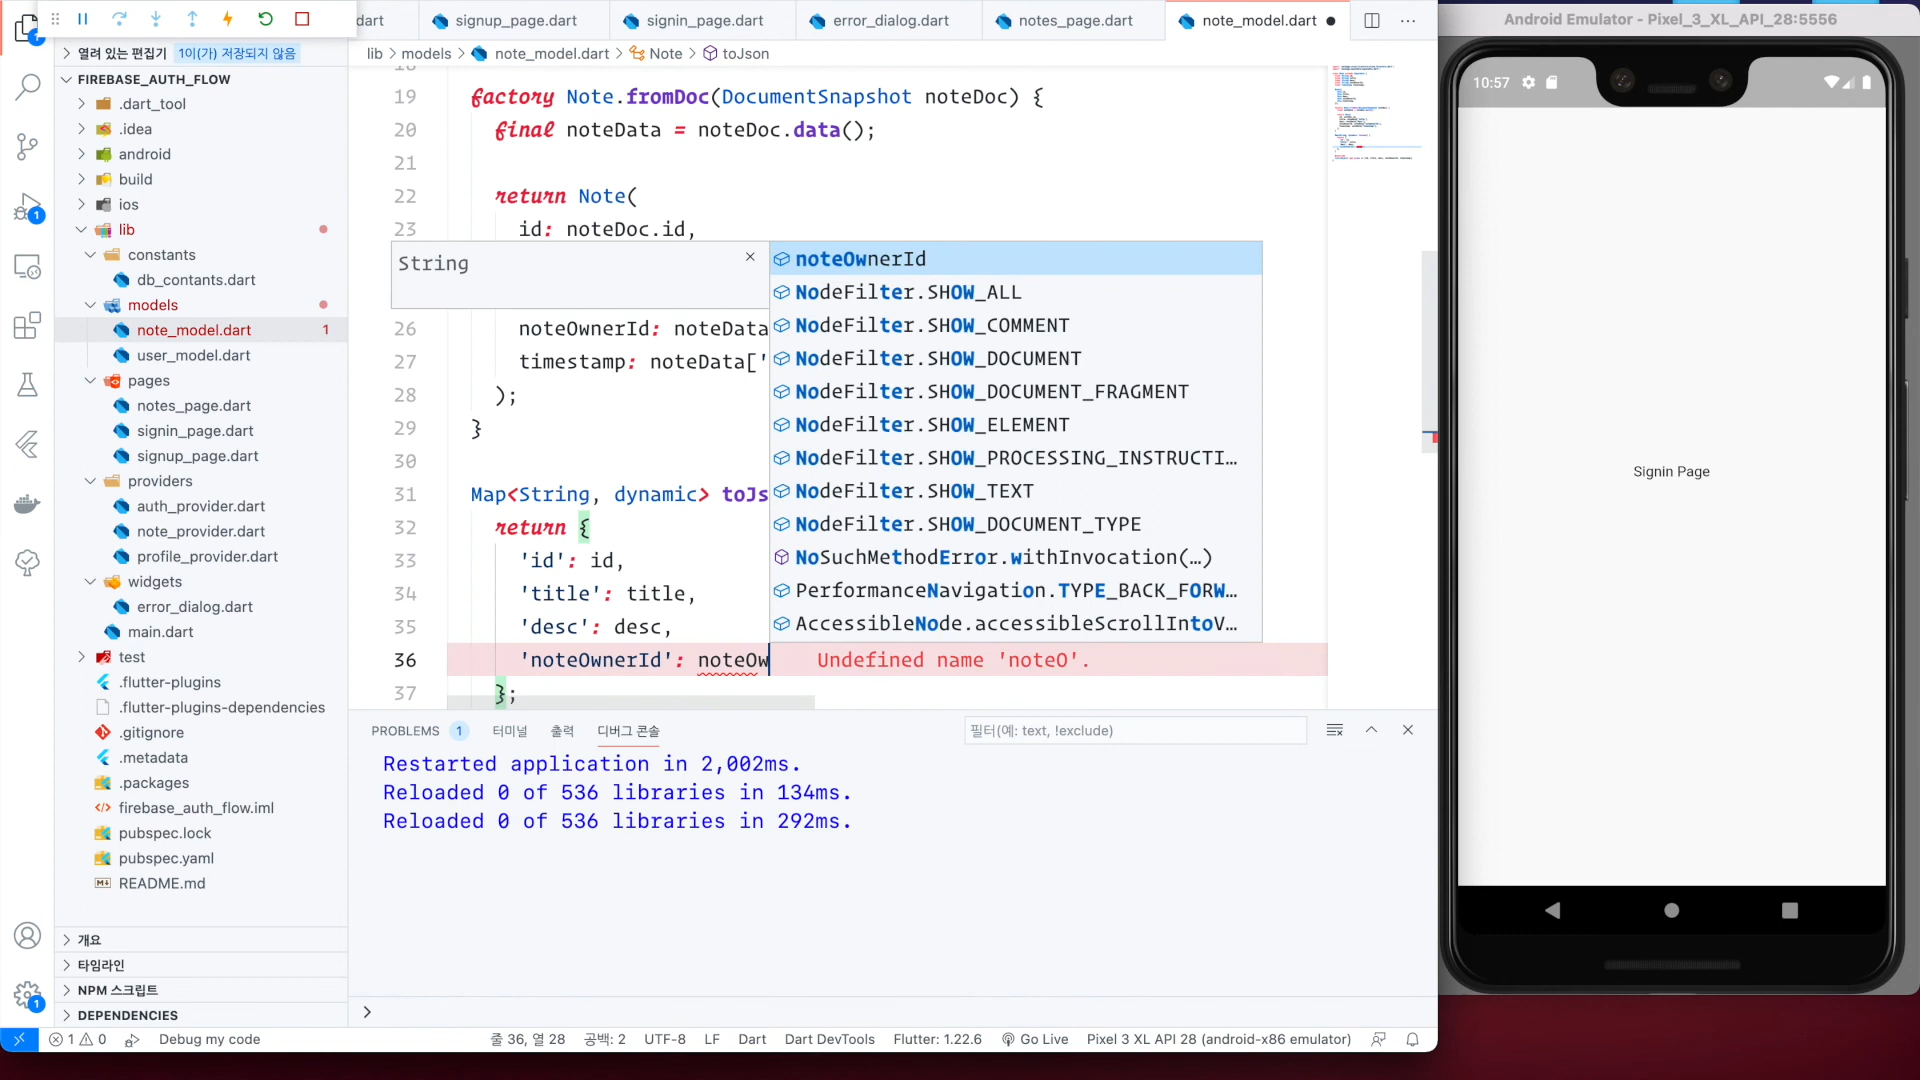 dart
signup_page.dart
signin_page.dart
error_dialog.dart
notes_page.dart
note_model.dart
열려 있는 편집기
1이(가) 저장되지 않음
lib
models
note_model.dart
Note
toJson
FIREBASE_AUTH_FLOW
.dart_tool
.idea
android
build
ios
lib
constants
db_contants.dart
models
note_model.dart
1
user_model.dart
pages
notes_page.dart
signin_page.dart
signup_page.dart
providers
auth_provider.dart
note_provider.dart
profile_provider.dart
widgets
error_dialog.dart
main.dart
test
.flutter-plugins
.flutter-plugins-dependencies
.gitignore
.metadata
.packages
firebase_auth_flow.iml
pubspec.lock
pubspec.yaml
README.md
개요
타임라인
NPM 스크립트
DEPENDENCIES
19 factory Note.fromDoc(DocumentSnapshot noteDoc) {
20 final noteData = noteDoc.data();
21
22 return Note(
23 id: noteDoc.id,
String
26 noteOwnerId: noteData
27 timestamp: noteData['
28 );
29 }
30
31 Map<String, dynamic> toJs
32 return {
33 'id': id,
34 'title': title,
35 'desc': desc,
36 'noteOwnerId': noteOw Undefined name 'noteO'.
37 };
noteOwnerId
NodeFilter.SHOW_ALL
NodeFilter.SHOW_COMMENT
NodeFilter.SHOW_DOCUMENT
NodeFilter.SHOW_DOCUMENT_FRAGMENT
NodeFilter.SHOW_ELEMENT
NodeFilter.SHOW_PROCESSING_INSTRUCTI…
NodeFilter.SHOW_TEXT
NodeFilter.SHOW_DOCUMENT_TYPE
NoSuchMethodError.withInvocation(…)
PerformanceNavigation.TYPE_BACK_FORW…
AccessibleNode.accessibleScrollIntoV…
PROBLEMS 1
터미널
출력
디버그 콘솔
필터(예: text, !exclude)
Restarted application in 2,002ms.
Reloaded 0 of 536 libraries in 134ms.
Reloaded 0 of 536 libraries in 292ms.
1 0
Debug my code
줄 36, 열 28
공백: 2
UTF-8
LF
Dart
Dart DevTools
Flutter: 1.22.6
Go Live
Pixel 3 XL API 28 (android-x86 emulator)
Android Emulator - Pixel_3_XL_API_28:5556
10:57
Signin Page